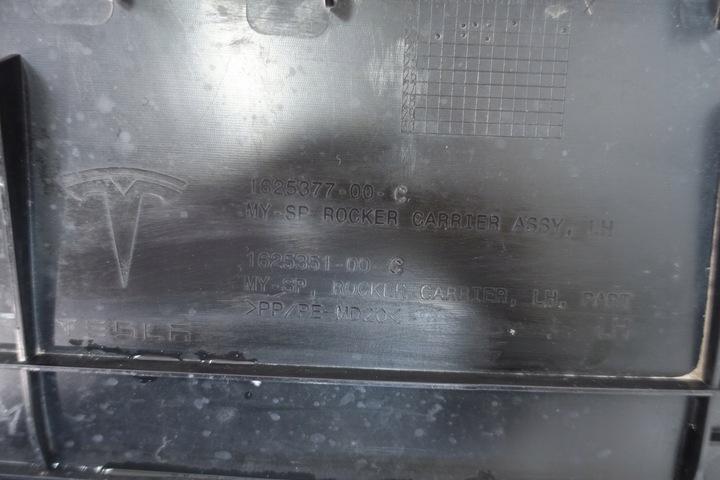 1625377-00-C
MY-SP ROCKER CARRIER ASSY, LH
1625351-00-C
MY-SP, ROCKER CARRIER, LH, PART
>PP/PE-MD20<
TESLA
LH